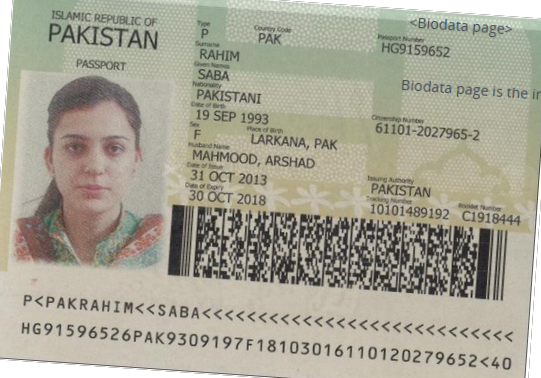 <Biodata page>
ISLAMIC REPUBLIC OF
PAKISTAN
PASSPORT
Type
P
Country Code
PAK
Passport Number
HG9159652
Surname
RAHIM
Given Names
SABA
Biodata page is the in
Nationality
PAKISTANI
Date of Birth
19 SEP 1993
Citizenship Number
61101-2027965-2
Sex
F
Place of Birth
LARKANA, PAK
Husband Name
MAHMOOD, ARSHAD
Date of Issue
31 OCT 2013
Issuing Authority
PAKISTAN
Date of Expiry
30 OCT 2018
Tracking Number
10101489192
Booklet Number
C1918444
P<PAKRAHIM<<SABA<<<<<<<<<<<<<<<<<<<<<<<<<<<<
HG91596526PAK9309197F18103016110120279652<40